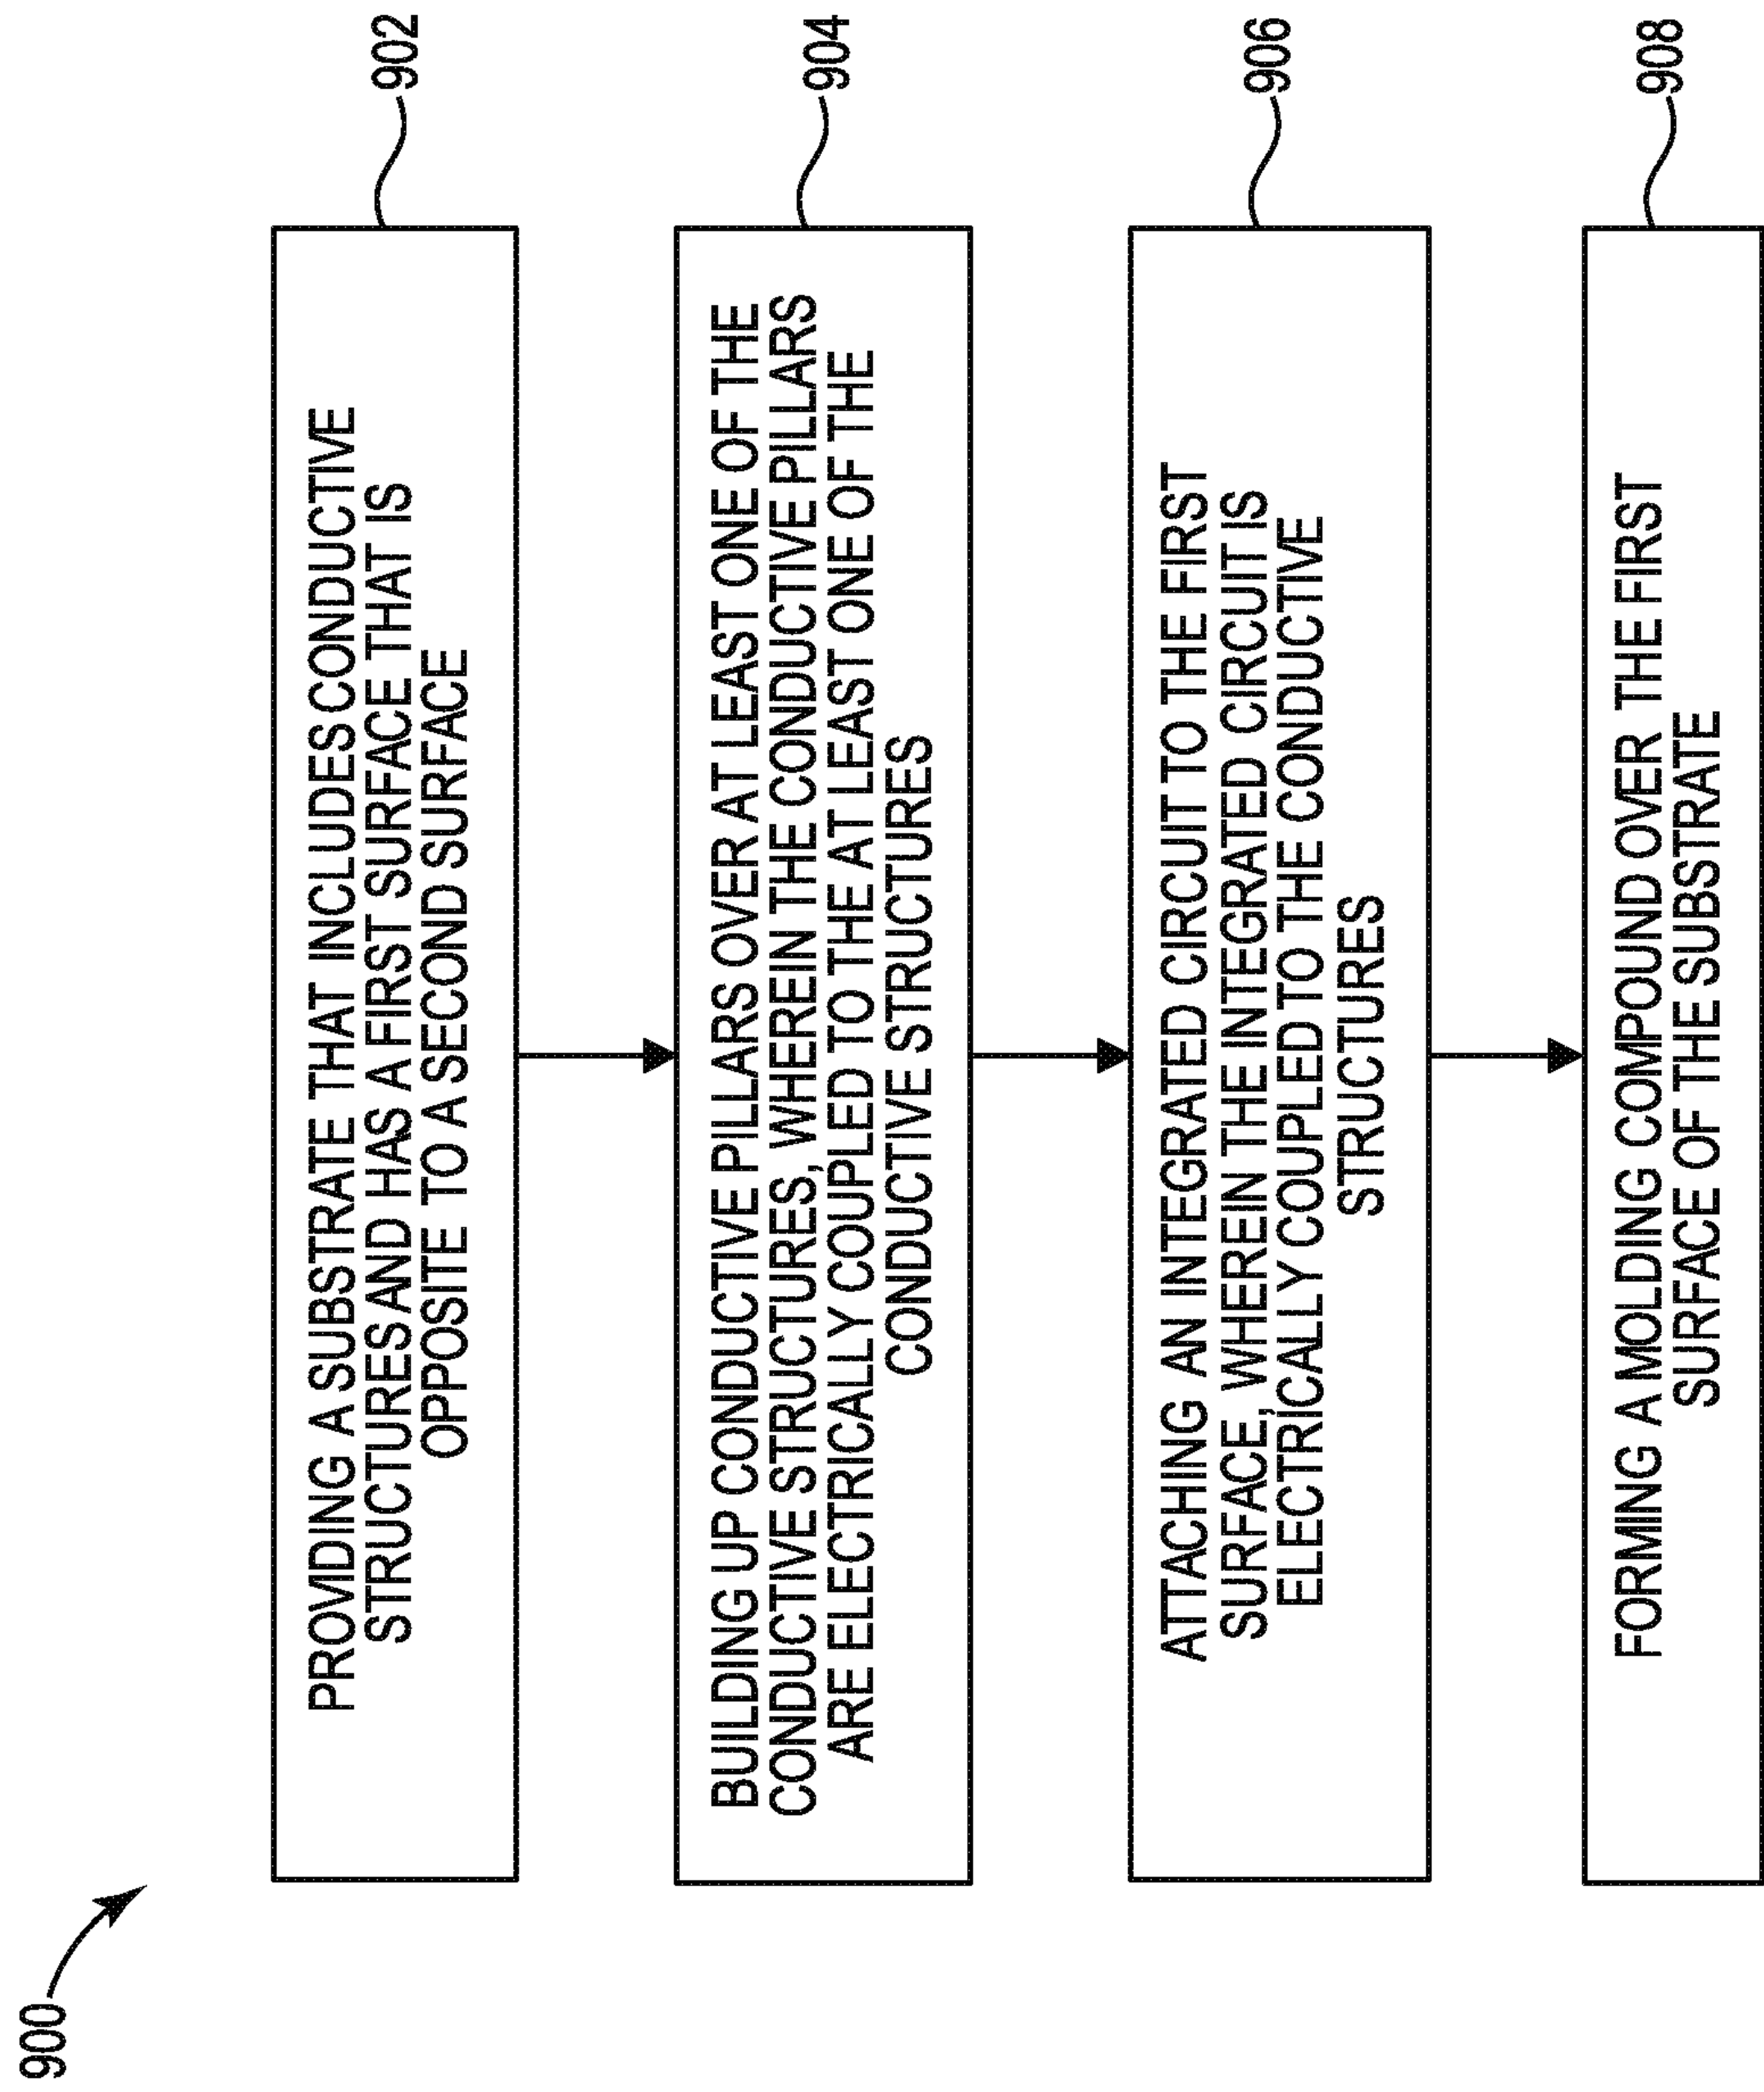 900
PROVIDING A SUBSTRATE THAT INCLUDES CONDUCTIVE
STRUCTURES AND HAS A FIRST SURFACE THAT IS
OPPOSITE TO A SECOND SURFACE
902
BUILDING UP CONDUCTIVE PILLARS OVER AT LEAST ONE OF THE
CONDUCTIVE STRUCTURES, WHEREIN THE CONDUCTIVE PILLARS
ARE ELECTRICALLY COUPLED TO THE AT LEAST ONE OF THE
CONDUCTIVE STRUCTURES
904
ATTACHING AN INTEGRATED CIRCUIT TO THE FIRST
SURFACE, WHEREIN THE INTEGRATED CIRCUIT IS
ELECTRICALLY COUPLED TO THE CONDUCTIVE
STRUCTURES
906
FORMING A MOLDING COMPOUND OVER THE FIRST
SURFACE OF THE SUBSTRATE
908